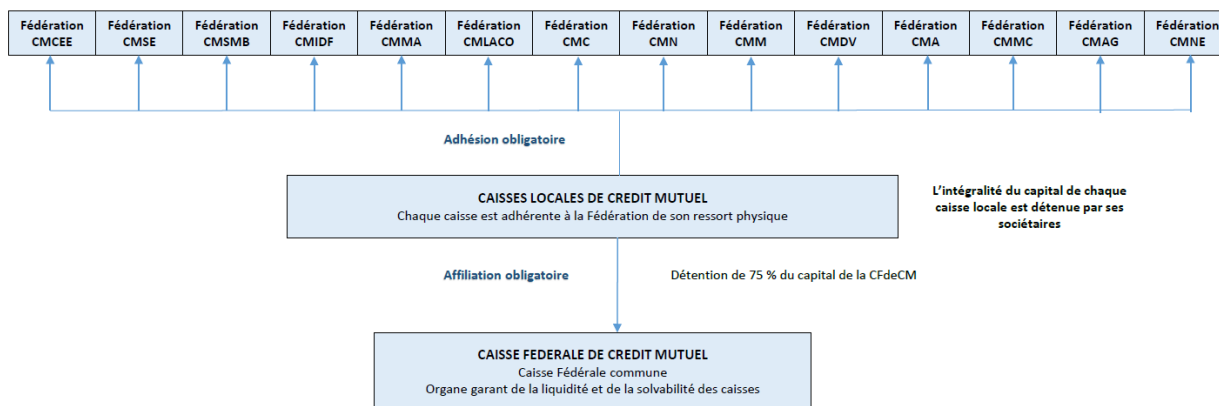 Fédération CMCEE
Fédération CMSE
Fédération CMSMB
Fédération CMIDF
Fédération CMMA
Fédération CMLACO
Fédération CMC
Fédération CMN
Fédération CMM
Fédération CMDV
Fédération CMA
Fédération CMMC
Fédération CMAG
Fédération CMNE
Adhésion obligatoire
CAISSES LOCALES DE CREDIT MUTUEL
Chaque caisse est adhérente à la Fédération de son ressort physique
L'intégralité du capital de chaque
caisse locale est détenue par ses
sociétaires
Affiliation obligatoire
Détention de 75 % du capital de la CFdeCM
CAISSE FEDERALE DE CREDIT MUTUEL
Caisse Fédérale commune
Organe garant de la liquidité et de la solvabilité des caisses